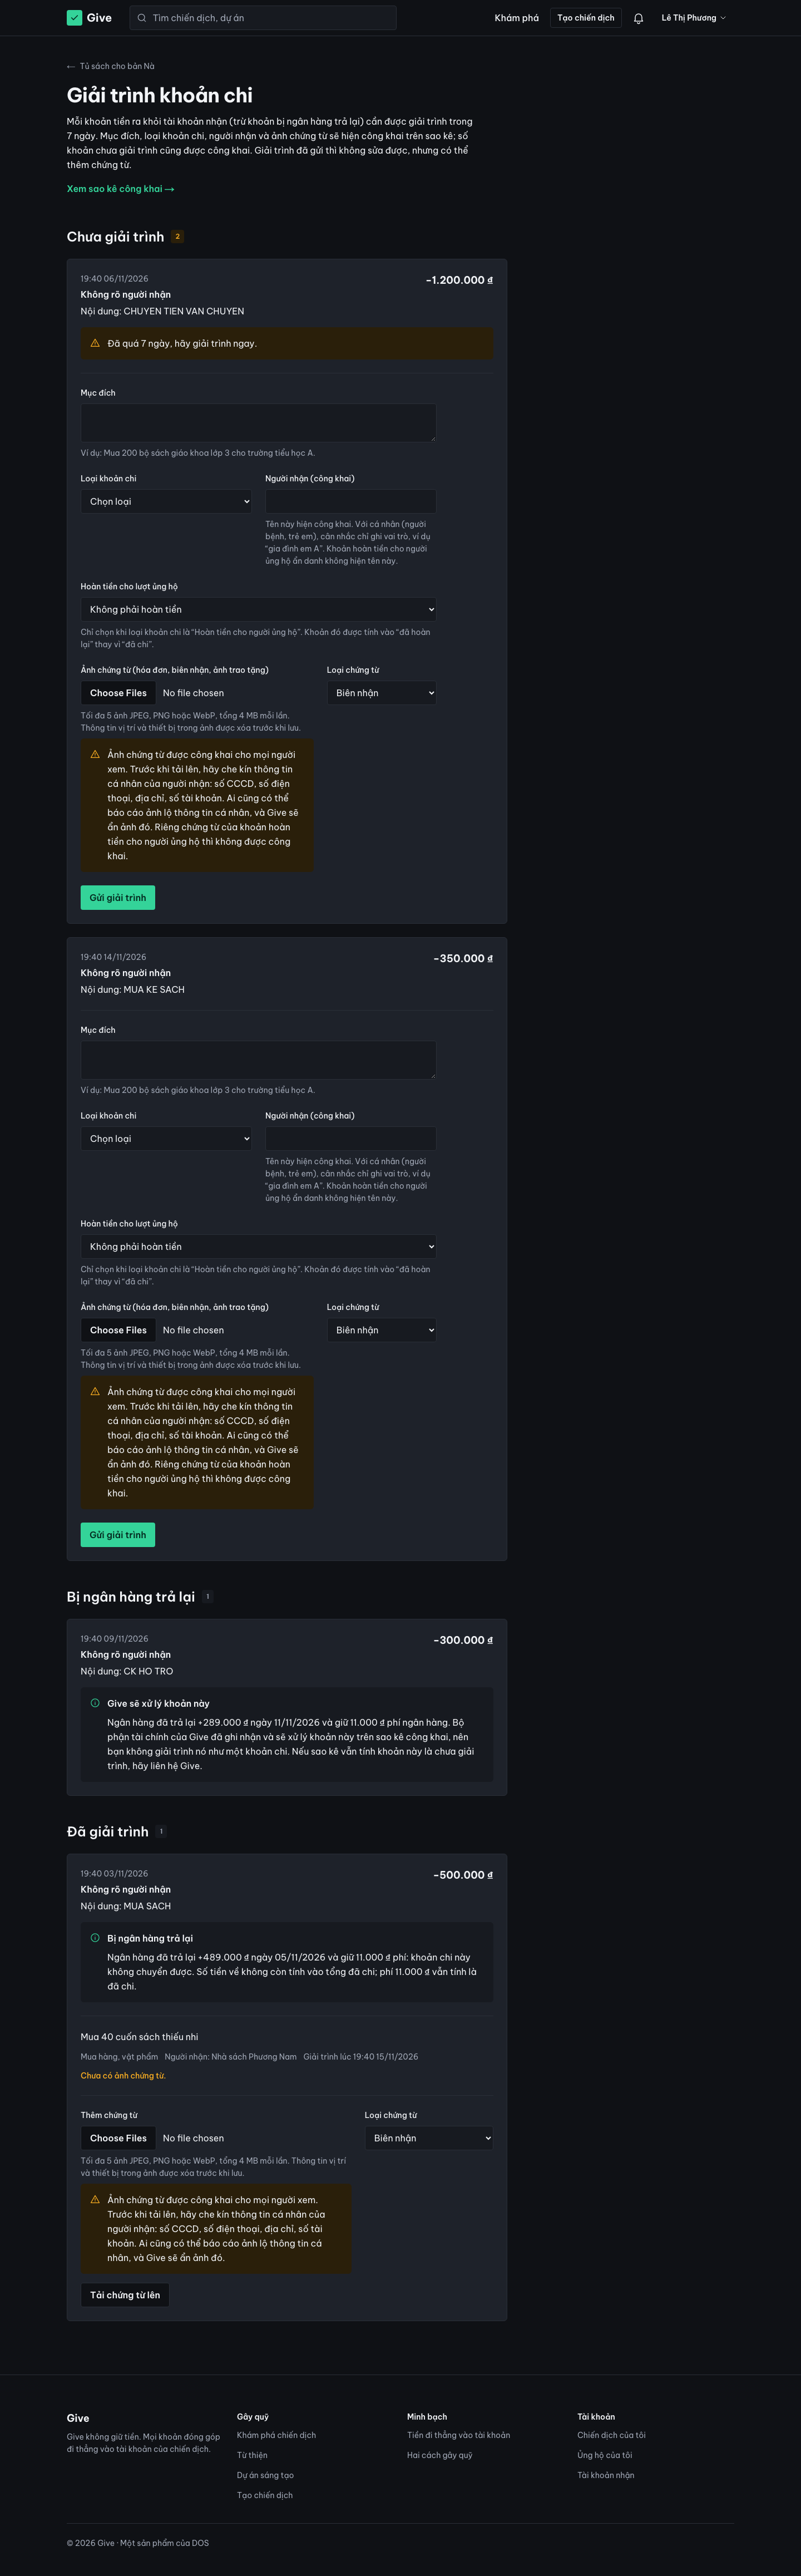 Give
Tìm chiến dịch, dự án
Khám phá
Tạo chiến dịch
Lê Thị Phương
← Tủ sách cho bản Nà
Giải trình khoản chi
Mỗi khoản tiền ra khỏi tài khoản nhận (trừ khoản bị ngân hàng trả lại) cần được giải trình trong
7 ngày. Mục đích, loại khoản chi, người nhận và ảnh chứng từ sẽ hiện công khai trên sao kê; số
khoản chưa giải trình cũng được công khai. Giải trình đã gửi thì không sửa được, nhưng có thể
thêm chứng từ.
Xem sao kê công khai →
Chưa giải trình 2
19:40 06/11/2026
-1.200.000 ₫
Không rõ người nhận
Nội dung: CHUYEN TIEN VAN CHUYEN
Đã quá 7 ngày, hãy giải trình ngay.
Mục đích
Ví dụ: Mua 200 bộ sách giáo khoa lớp 3 cho trường tiểu học A.
Loại khoản chi
Người nhận (công khai)
Chọn loại
Tên này hiện công khai. Với cá nhân (người
bệnh, trẻ em), cân nhắc chỉ ghi vai trò, ví dụ
“gia đình em A”. Khoản hoàn tiền cho người
ủng hộ ẩn danh không hiện tên này.
Hoàn tiền cho lượt ủng hộ
Không phải hoàn tiền
Chỉ chọn khi loại khoản chi là “Hoàn tiền cho người ủng hộ”. Khoản đó được tính vào “đã hoàn
lại” thay vì “đã chi”.
Ảnh chứng từ (hóa đơn, biên nhận, ảnh trao tặng)
Loại chứng từ
Choose Files No file chosen
Biên nhận
Tối đa 5 ảnh JPEG, PNG hoặc WebP, tổng 4 MB mỗi lần.
Thông tin vị trí và thiết bị trong ảnh được xóa trước khi lưu.
Ảnh chứng từ được công khai cho mọi người
xem. Trước khi tải lên, hãy che kín thông tin
cá nhân của người nhận: số CCCD, số điện
thoại, địa chỉ, số tài khoản. Ai cũng có thể
báo cáo ảnh lộ thông tin cá nhân, và Give sẽ
ẩn ảnh đó. Riêng chứng từ của khoản hoàn
tiền cho người ủng hộ thì không được công
khai.
Gửi giải trình
19:40 14/11/2026
-350.000 ₫
Không rõ người nhận
Nội dung: MUA KE SACH
Mục đích
Ví dụ: Mua 200 bộ sách giáo khoa lớp 3 cho trường tiểu học A.
Loại khoản chi
Người nhận (công khai)
Chọn loại
Tên này hiện công khai. Với cá nhân (người
bệnh, trẻ em), cân nhắc chỉ ghi vai trò, ví dụ
“gia đình em A”. Khoản hoàn tiền cho người
ủng hộ ẩn danh không hiện tên này.
Hoàn tiền cho lượt ủng hộ
Không phải hoàn tiền
Chỉ chọn khi loại khoản chi là “Hoàn tiền cho người ủng hộ”. Khoản đó được tính vào “đã hoàn
lại” thay vì “đã chi”.
Ảnh chứng từ (hóa đơn, biên nhận, ảnh trao tặng)
Loại chứng từ
Choose Files No file chosen
Biên nhận
Tối đa 5 ảnh JPEG, PNG hoặc WebP, tổng 4 MB mỗi lần.
Thông tin vị trí và thiết bị trong ảnh được xóa trước khi lưu.
Ảnh chứng từ được công khai cho mọi người
xem. Trước khi tải lên, hãy che kín thông tin
cá nhân của người nhận: số CCCD, số điện
thoại, địa chỉ, số tài khoản. Ai cũng có thể
báo cáo ảnh lộ thông tin cá nhân, và Give sẽ
ẩn ảnh đó. Riêng chứng từ của khoản hoàn
tiền cho người ủng hộ thì không được công
khai.
Gửi giải trình
Bị ngân hàng trả lại 1
19:40 09/11/2026
-300.000 ₫
Không rõ người nhận
Nội dung: CK HO TRO
Give sẽ xử lý khoản này
Ngân hàng đã trả lại +289.000 ₫ ngày 11/11/2026 và giữ 11.000 ₫ phí ngân hàng. Bộ
phận tài chính của Give đã ghi nhận và sẽ xử lý khoản này trên sao kê công khai, nên
bạn không giải trình nó như một khoản chi. Nếu sao kê vẫn tính khoản này là chưa giải
trình, hãy liên hệ Give.
Đã giải trình 1
19:40 03/11/2026
-500.000 ₫
Không rõ người nhận
Nội dung: MUA SACH
Bị ngân hàng trả lại
Ngân hàng đã trả lại +489.000 ₫ ngày 05/11/2026 và giữ 11.000 ₫ phí: khoản chi này
không chuyển được. Số tiền về không còn tính vào tổng đã chi; phí 11.000 ₫ vẫn tính là
đã chi.
Mua 40 cuốn sách thiếu nhi
Mua hàng, vật phẩm Người nhận: Nhà sách Phương Nam Giải trình lúc 19:40 15/11/2026
Chưa có ảnh chứng từ.
Thêm chứng từ
Loại chứng từ
Choose Files No file chosen
Biên nhận
Tối đa 5 ảnh JPEG, PNG hoặc WebP, tổng 4 MB mỗi lần. Thông tin vị trí
và thiết bị trong ảnh được xóa trước khi lưu.
Ảnh chứng từ được công khai cho mọi người xem.
Trước khi tải lên, hãy che kín thông tin cá nhân của
người nhận: số CCCD, số điện thoại, địa chỉ, số tài
khoản. Ai cũng có thể báo cáo ảnh lộ thông tin cá
nhân, và Give sẽ ẩn ảnh đó.
Tải chứng từ lên
Give
Give không giữ tiền. Mọi khoản đóng góp
đi thẳng vào tài khoản của chiến dịch.
Gây quỹ
Khám phá chiến dịch
Từ thiện
Dự án sáng tạo
Tạo chiến dịch
Minh bạch
Tiền đi thẳng vào tài khoản
Hai cách gây quỹ
Tài khoản
Chiến dịch của tôi
Ủng hộ của tôi
Tài khoản nhận
© 2026 Give · Một sản phẩm của DOS